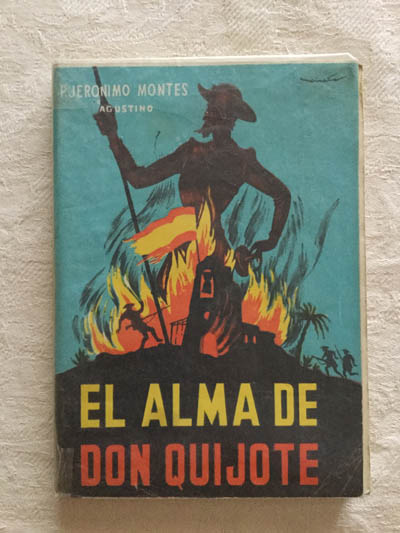 P. JERONIMO MONTES
AGUSTINO
EL ALMA DE
DON QUIJOTE